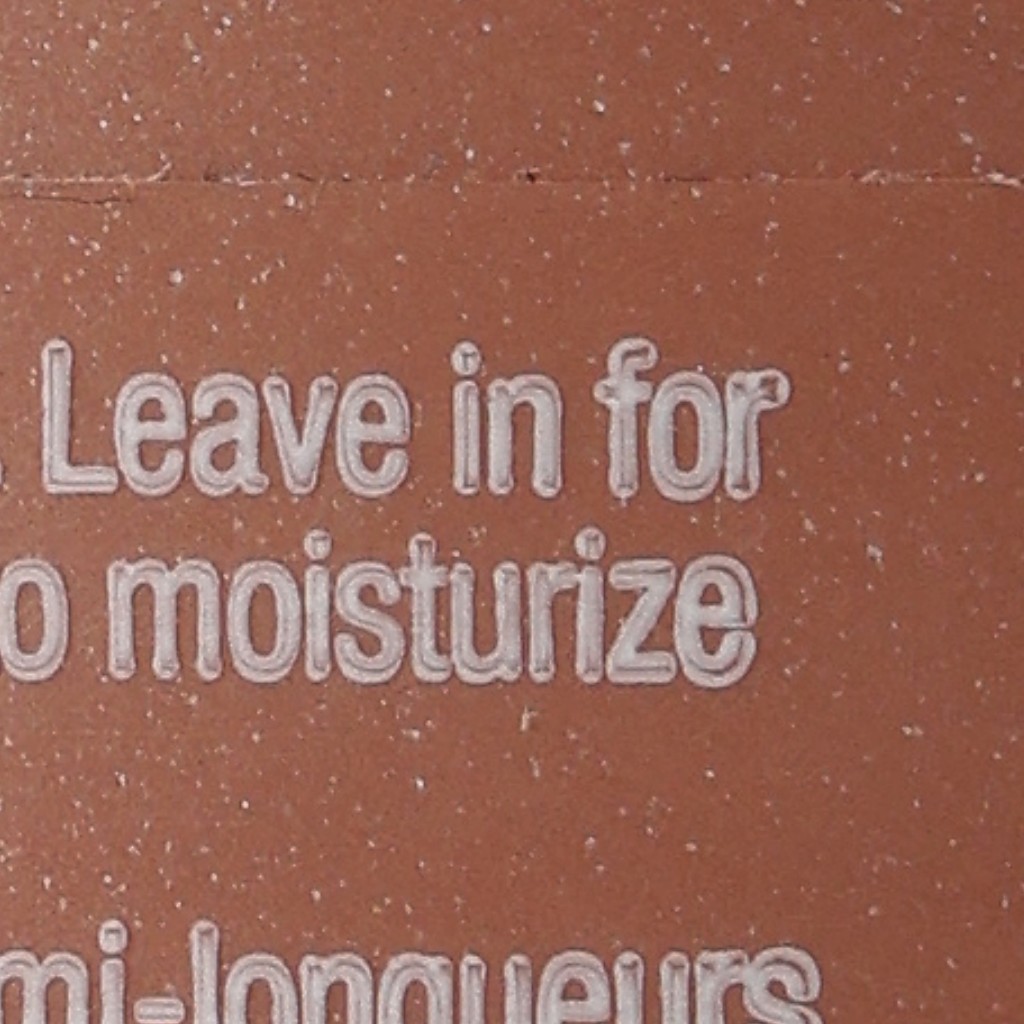 . Leave in for
o moisturize
mi-longueurs